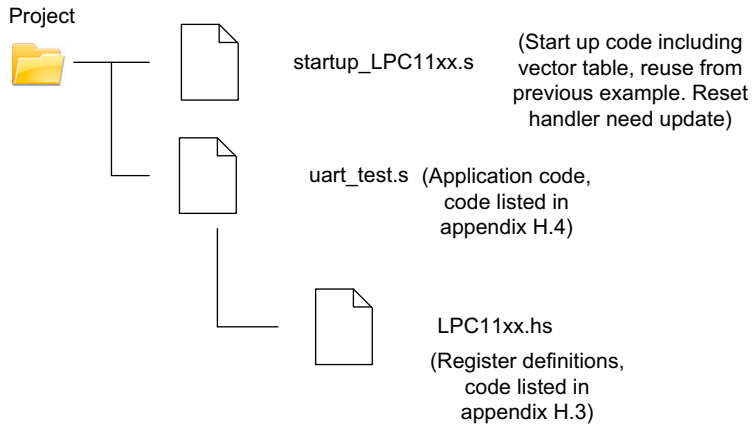 Project
startup_LPC11xx.s
(Start up code including
vector table, reuse from
previous example. Reset
handler need update)
uart_test.s (Application code,
code listed in
appendix H.4)
LPC11xx.hs
(Register definitions,
code listed in
appendix H.3)